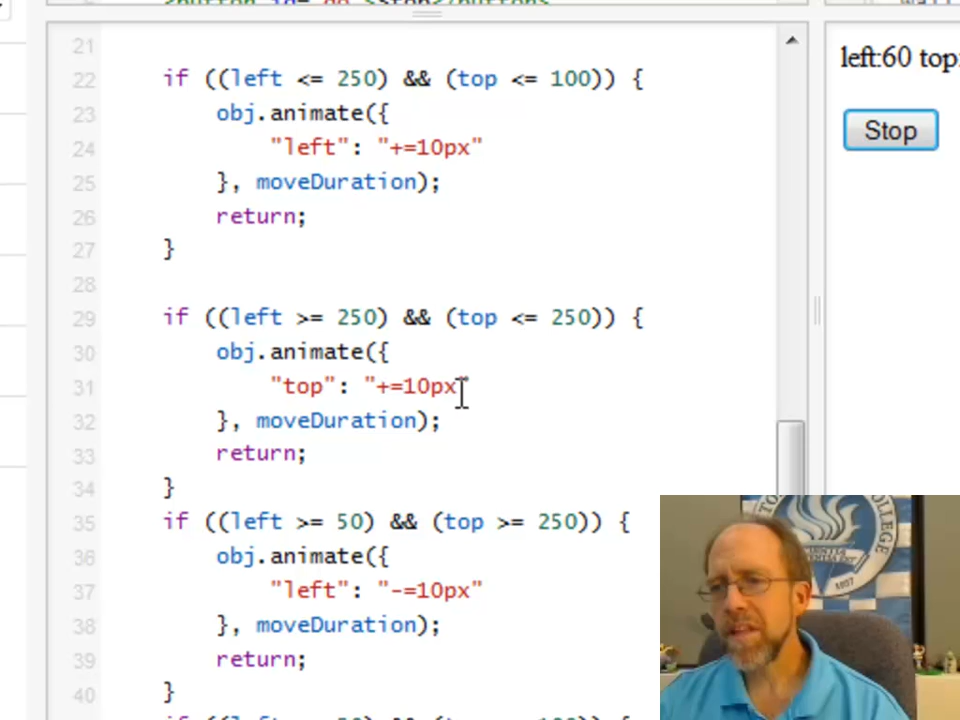 21
22 if ((left <= 250) && (top <= 100)) {
23 obj.animate({
24 "left": "+=10px"
25 }, moveDuration);
26 return;
27 }
28
29 if ((left >= 250) && (top <= 250)) {
30 obj.animate({
31 "top": "+=10px"
32 }, moveDuration);
33 return;
34 }
35 if ((left >= 50) && (top >= 250)) {
36 obj.animate({
37 "left": "-=10px"
38 }, moveDuration);
39 return;
40 }
left:60 top:
Stop
COLLEGE
1857